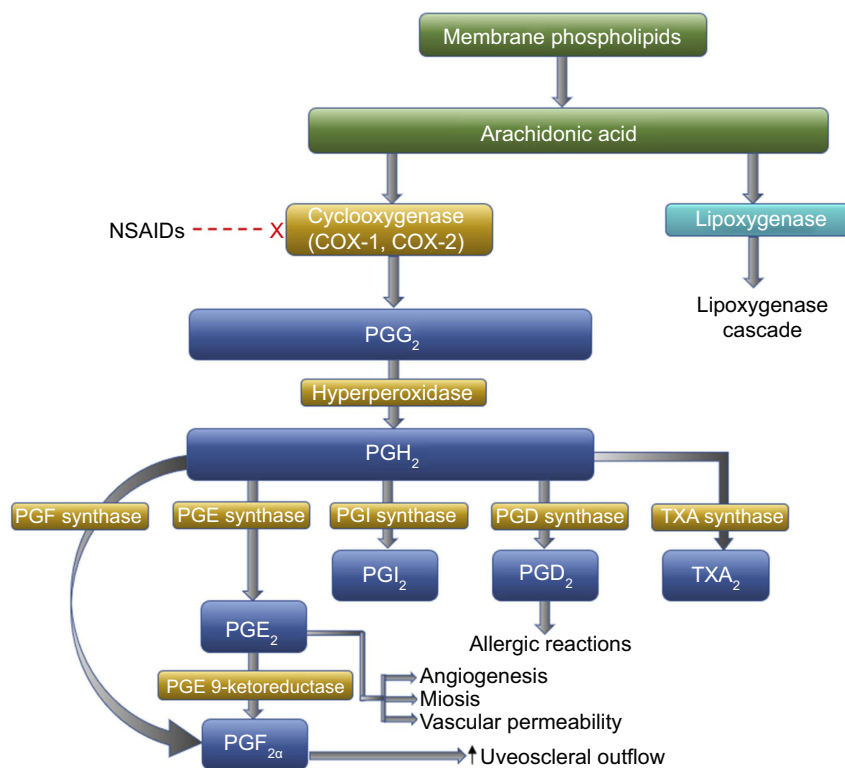 Membrane phospholipids
Arachidonic acid
NSAIDs
X
Cyclooxygenase
(COX-1, COX-2)
Lipoxygenase
Lipoxygenase
cascade
PGG₂
Hyperperoxidase
PGH₂
PGF synthase
PGE synthase
PGI synthase
PGD synthase
TXA synthase
PGI₂
PGD₂
TXA₂
PGE₂
Allergic reactions
PGE 9-ketoreductase
Angiogenesis
Miosis
Vascular permeability
PGF₂α
Uveoscleral outflow